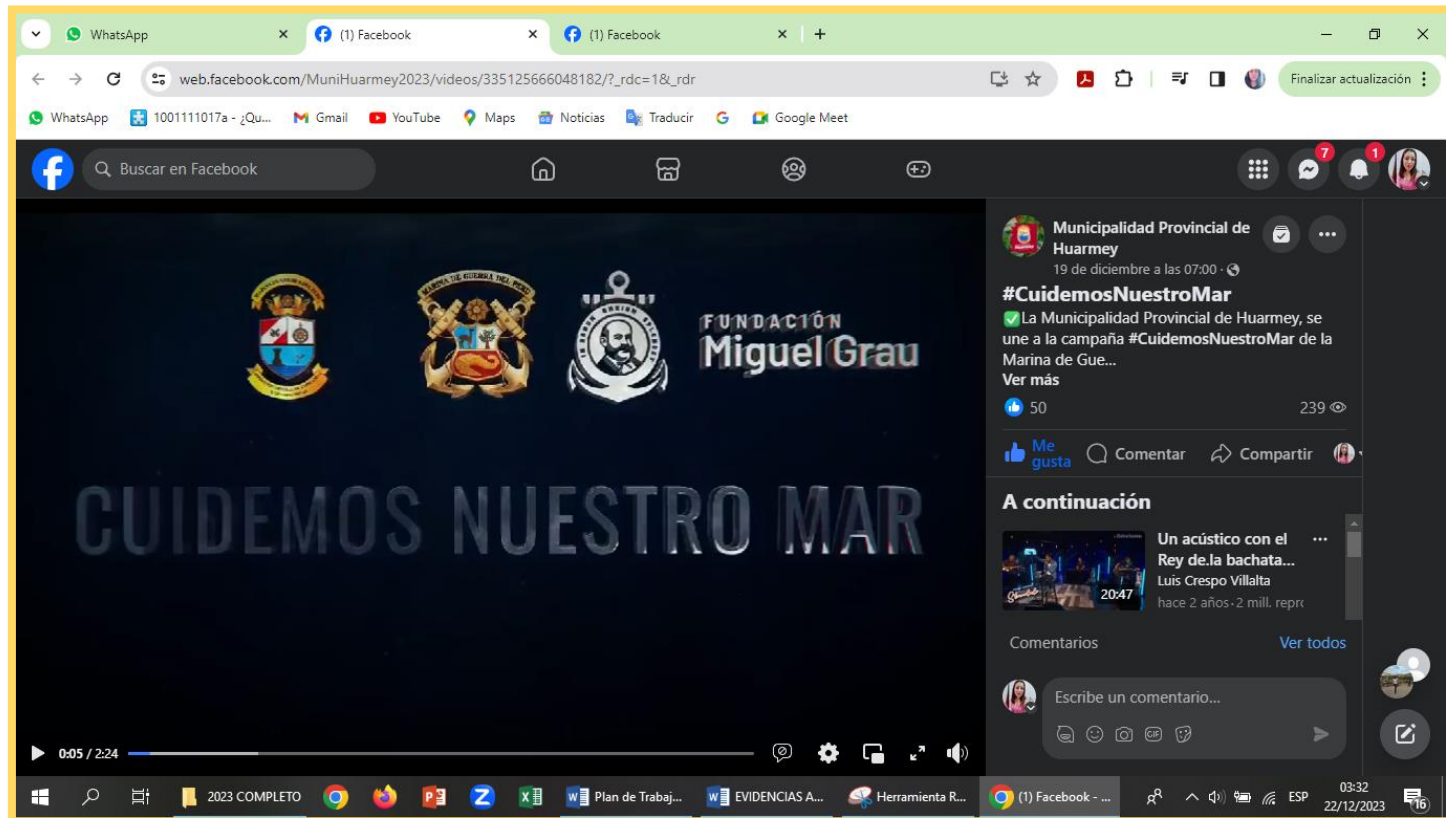 WhatsApp
(1) Facebook
(1) Facebook
web.facebook.com/MuniHuarmey2023/videos/335125666048182/?_rdc=1&_rdr
Finalizar actualización
WhatsApp
1001111017a - ¿Qu...
Gmail
YouTube
Maps
Noticias
Traducir
Google Meet
Buscar en Facebook
7
1
MARINA DE GUERRA DEL PERÚ
FUNDACIÓN
Miguel Grau
CUIDEMOS NUESTRO MAR
0:05 / 2:24
Municipalidad Provincial de
Huarmey
19 de diciembre a las 07:00 ·
#CuidemosNuestroMar
✅La Municipalidad Provincial de Huarmey, se
une a la campaña #CuidemosNuestroMar de la
Marina de Gue...
Ver más
50
239
Me
gusta
Comentar
Compartir
A continuación
20:47
Un acústico con el
Rey de.la bachata...
Luis Crespo Villalta
hace 2 años · 2 mill. repro
Comentarios
Ver todos
Escribe un comentario...
GIF
2023 COMPLETO
Plan de Trabaj...
EVIDENCIAS A...
Herramienta R...
(1) Facebook - ...
ESP
03:32
22/12/2023
16